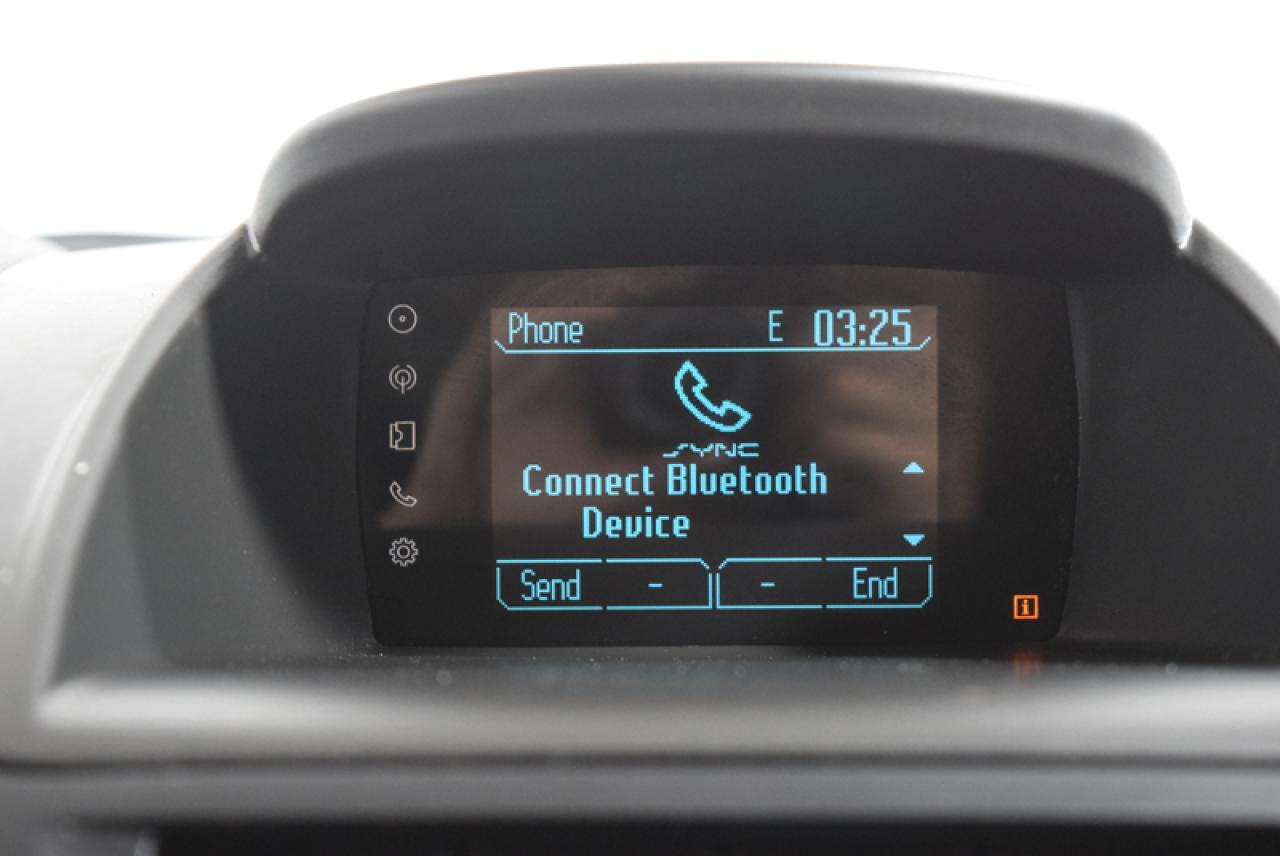 Phone E 03:25
SYNC
Connect Bluetooth
Device
Send - - End
i